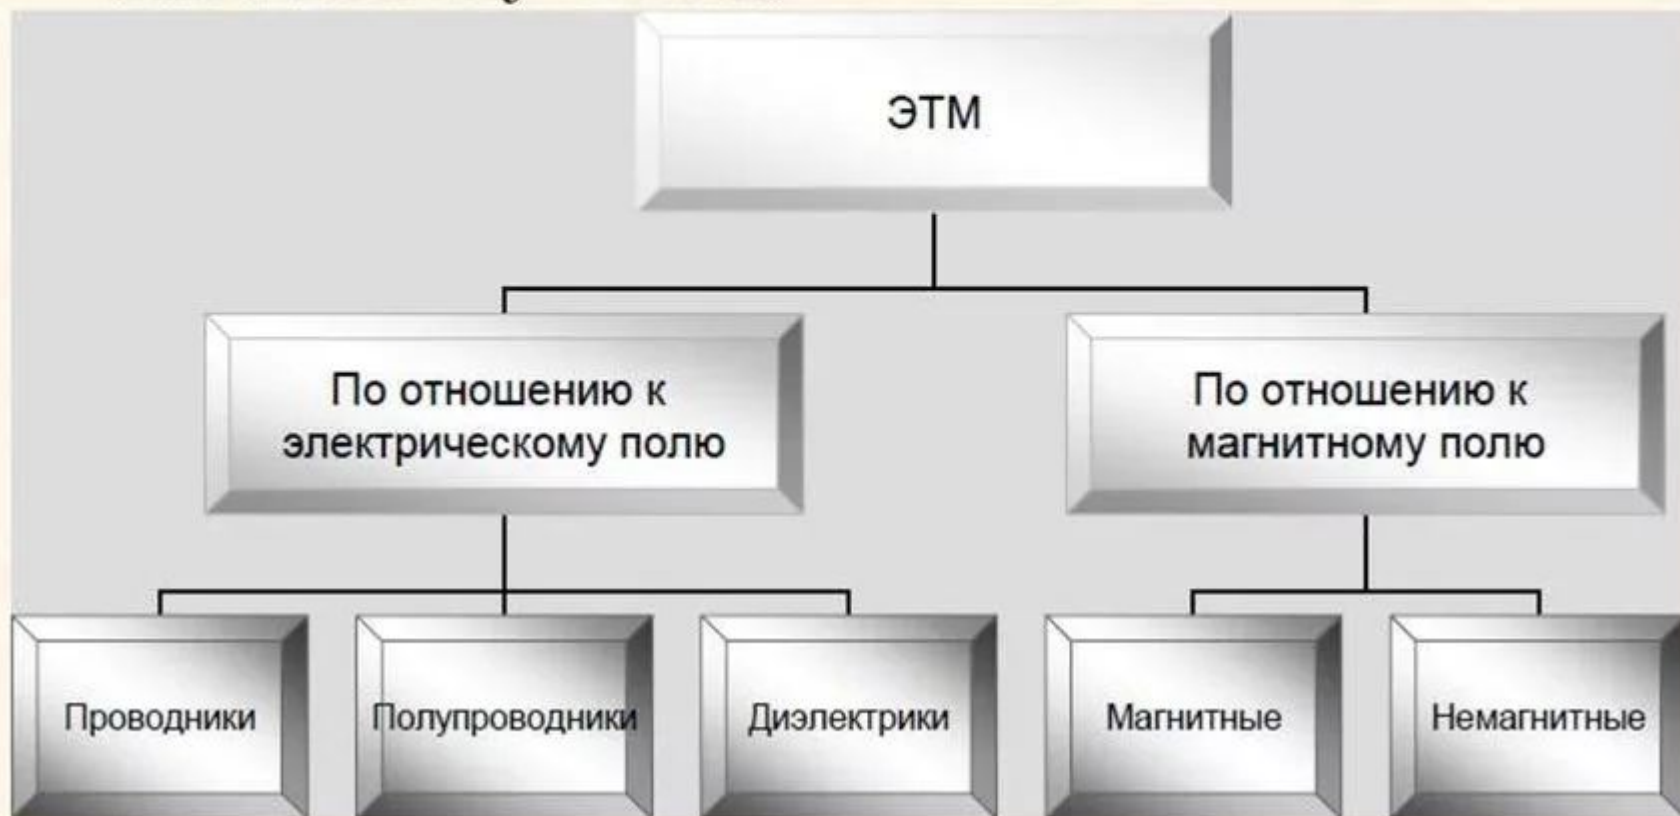 ЭТМ
По отношению к
электрическому полю
По отношению к
магнитному полю
Проводники
Полупроводники
Диэлектрики
Магнитные
Немагнитные